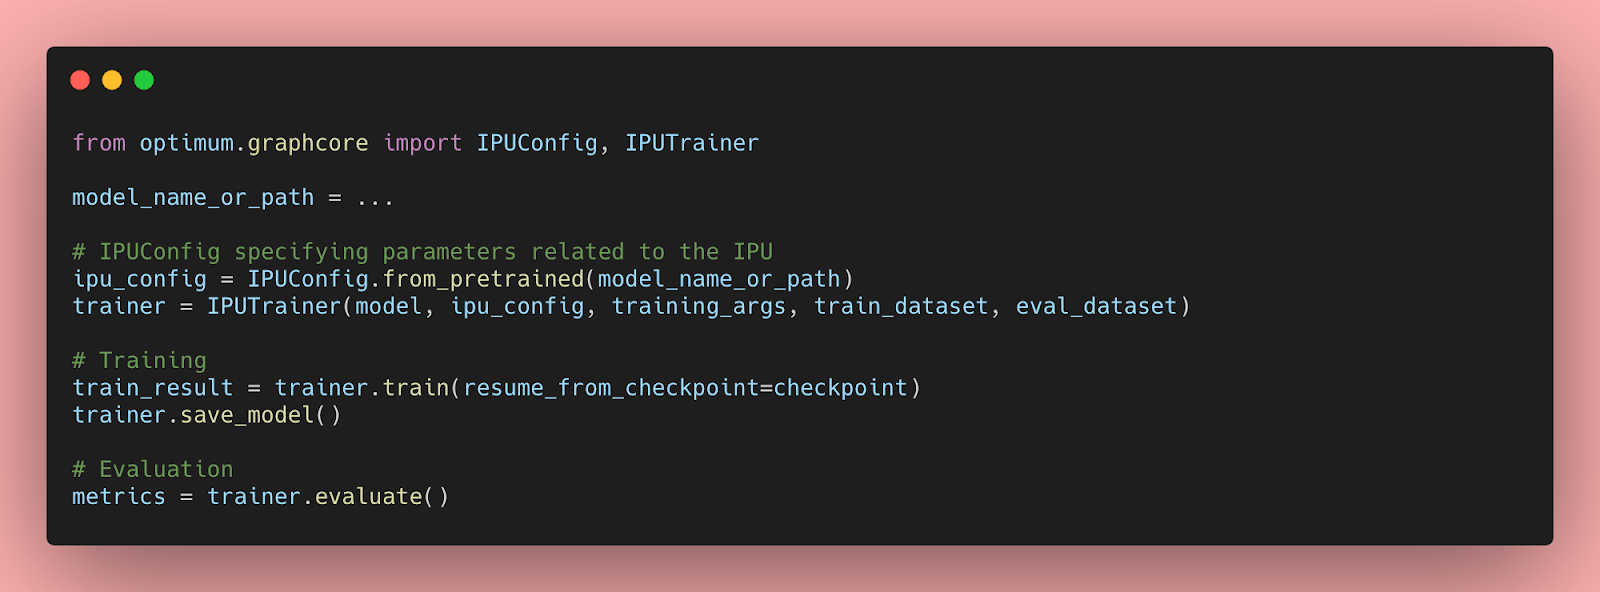 from optimum.graphcore import IPUConfig, IPUTrainer
model_name_or_path = ...
# IPUConfig specifying parameters related to the IPU
ipu_config = IPUConfig.from_pretrained(model_name_or_path)
trainer = IPUTrainer(model, ipu_config, training_args, train_dataset, eval_dataset)
# Training
train_result = trainer.train(resume_from_checkpoint=checkpoint)
trainer.save_model()
# Evaluation
metrics = trainer.evaluate()